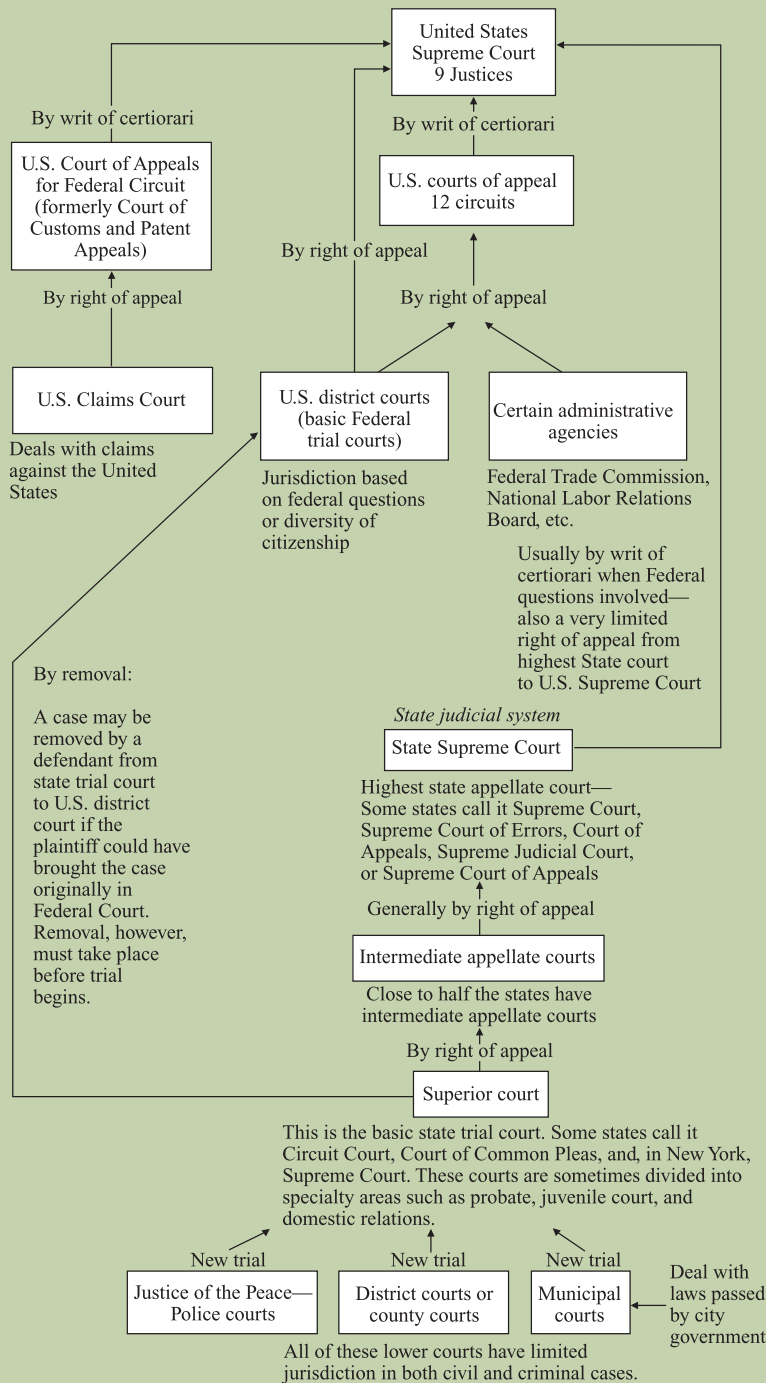 United States
Supreme Court
9 Justices
By writ of certiorari
By writ of certiorari
U.S. Court of Appeals
for Federal Circuit
(formerly Court of
Customs and Patent
Appeals)
U.S. courts of appeal
12 circuits
By right of appeal
By right of appeal
By right of appeal
U.S. Claims Court
Deals with claims
against the United
States
U.S. district courts
(basic Federal
trial courts)
Jurisdiction based
on federal questions
or diversity of
citizenship
Certain administrative
agencies
Federal Trade Commission,
National Labor Relations
Board, etc.
Usually by writ of
certiorari when Federal
questions involved—
also a very limited
right of appeal from
highest State court
to U.S. Supreme Court
By removal:
A case may be
removed by a
defendant from
state trial court
to U.S. district
court if the
plaintiff could have
brought the case
originally in
Federal Court.
Removal, however,
must take place
before trial
begins.
State judicial system
State Supreme Court
Highest state appellate court—
Some states call it Supreme Court,
Supreme Court of Errors, Court of
Appeals, Supreme Judicial Court,
or Supreme Court of Appeals
Generally by right of appeal
Intermediate appellate courts
Close to half the states have
intermediate appellate courts
By right of appeal
Superior court
This is the basic state trial court. Some states call it
Circuit Court, Court of Common Pleas, and, in New York,
Supreme Court. These courts are sometimes divided into
specialty areas such as probate, juvenile court, and
domestic relations.
New trial
New trial
New trial
Justice of the Peace—
Police courts
District courts or
county courts
Municipal
courts
Deal with
laws passed
by city
government
All of these lower courts have limited
jurisdiction in both civil and criminal cases.